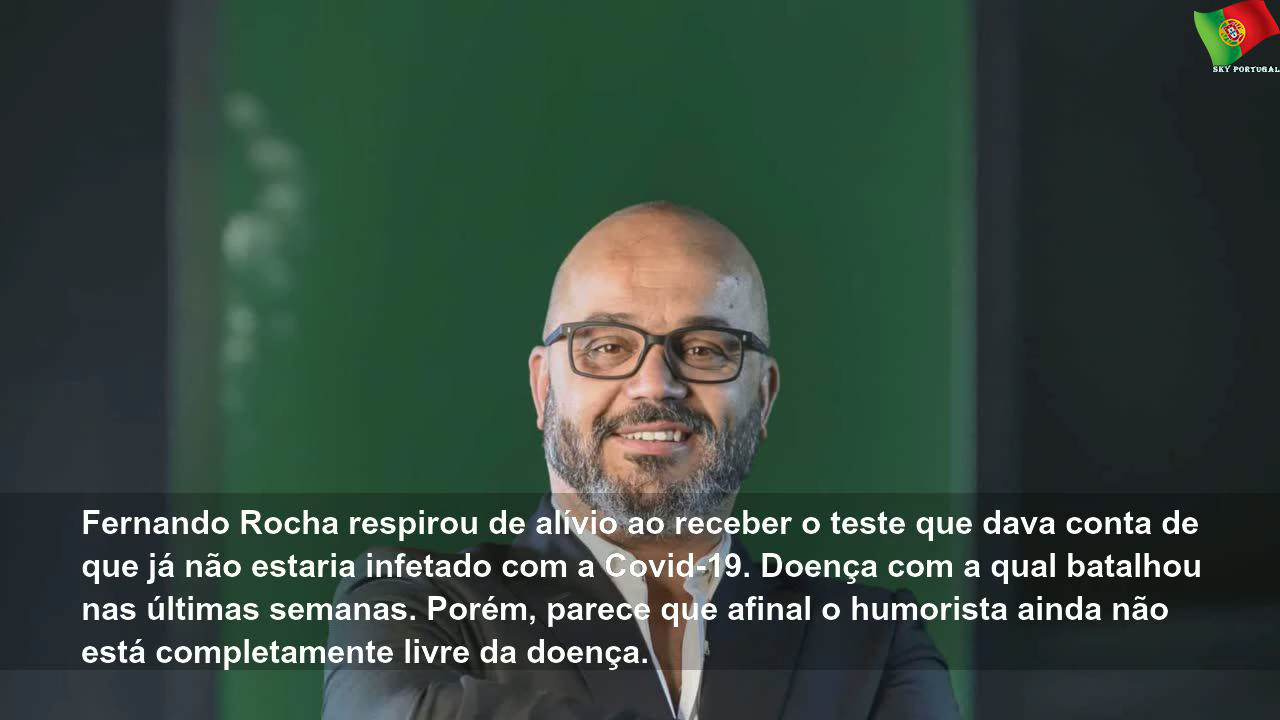 SKY PORTUGAL
Fernando Rocha respirou de alívio ao receber o teste que dava conta de
que já não estaria infetado com a Covid-19. Doença com a qual batalhou
nas últimas semanas. Porém, parece que afinal o humorista ainda não
está completamente livre da doença.